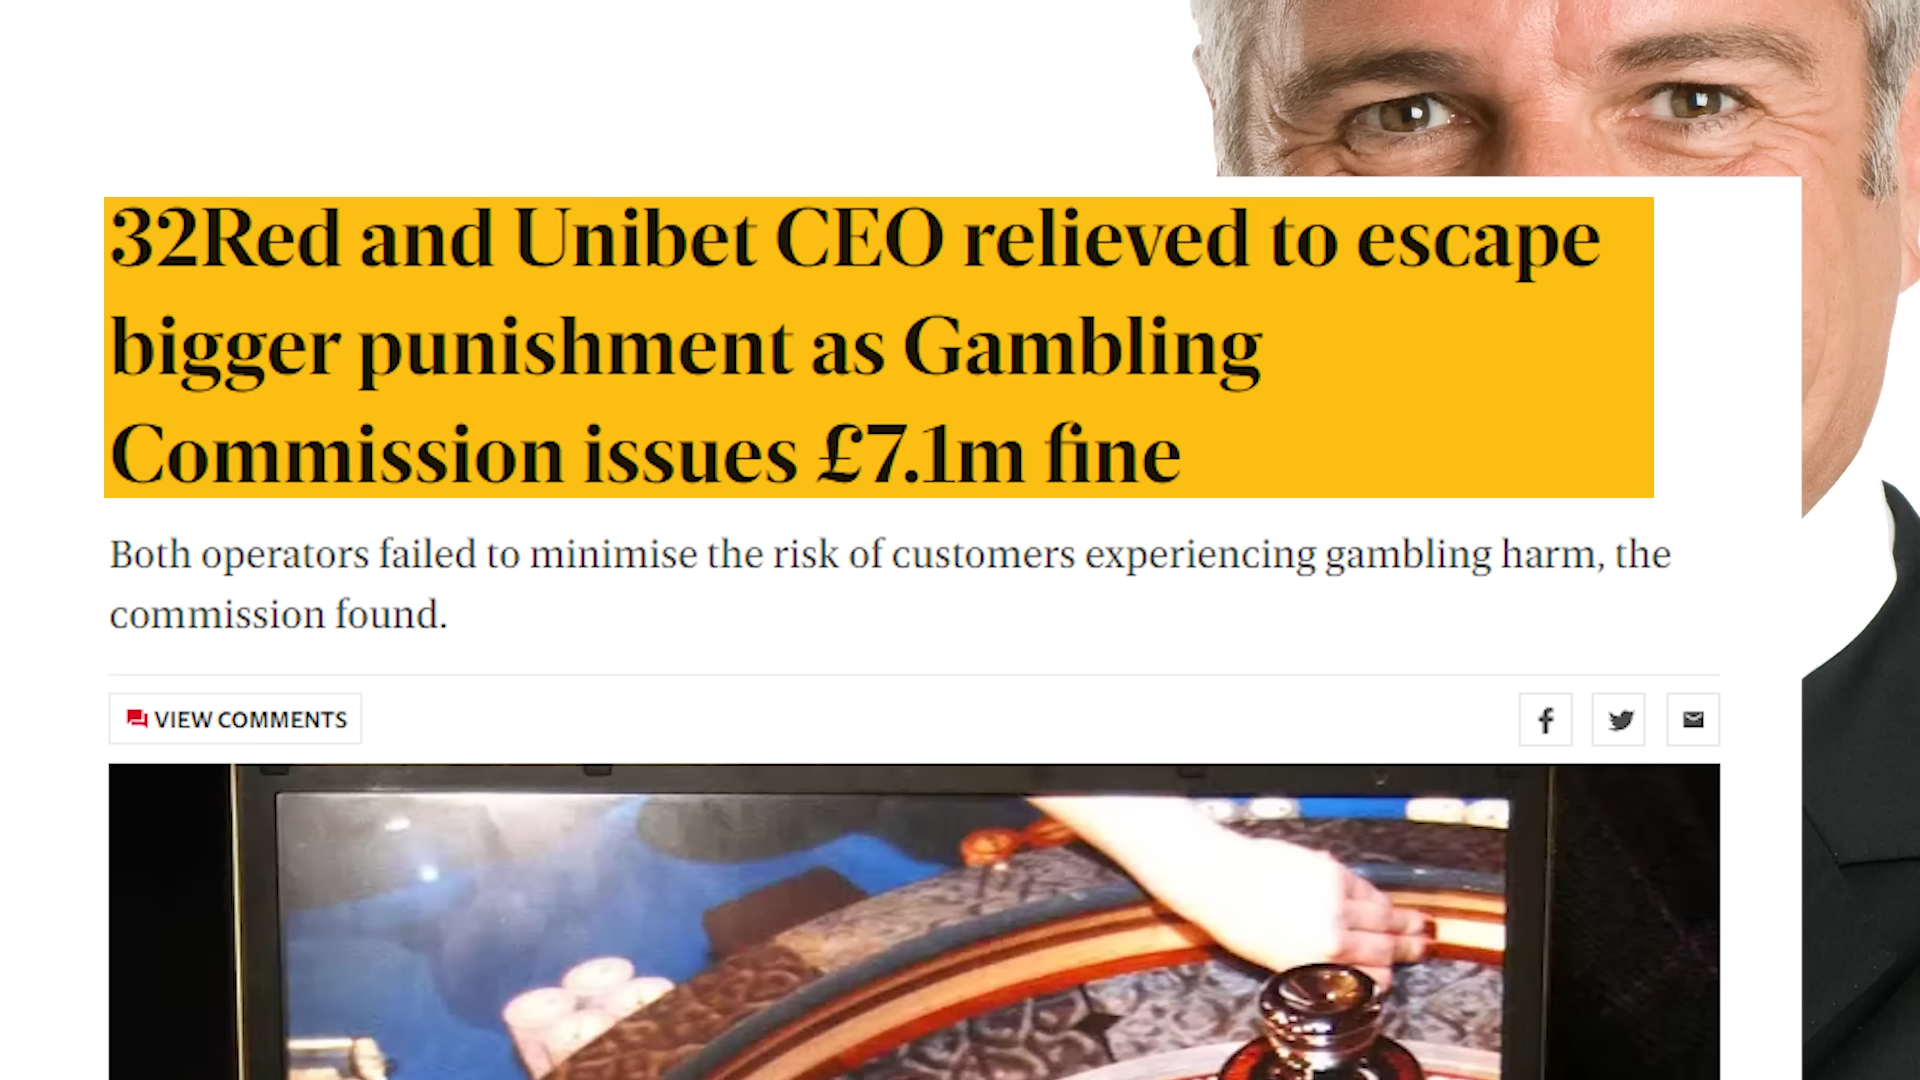 32Red and Unibet CEO relieved to escape
bigger punishment as Gambling
Commission issues £7.1m fine
Both operators failed to minimise the risk of customers experiencing gambling harm, the
commission found.
VIEW COMMENTS